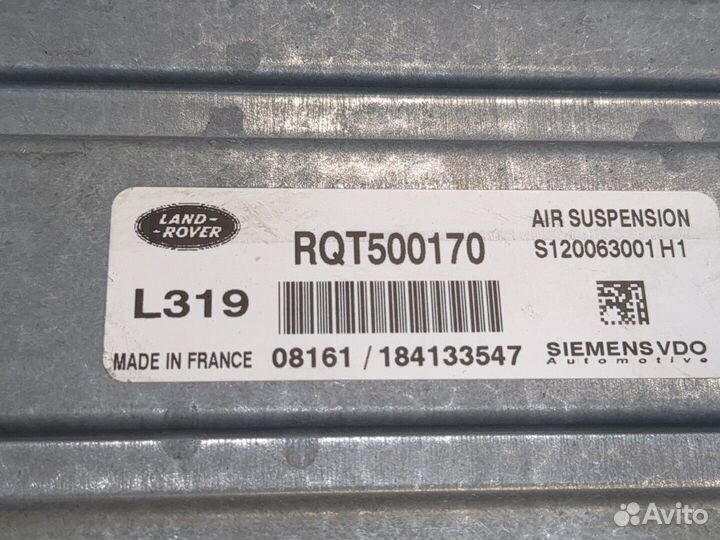 LAND-
-ROVER
RQT500170
AIR SUSPENSION
S120063001 H1
L319
MADE IN FRANCE
08161 / 184133547
SIEMENS VDO
Automotive
Avito